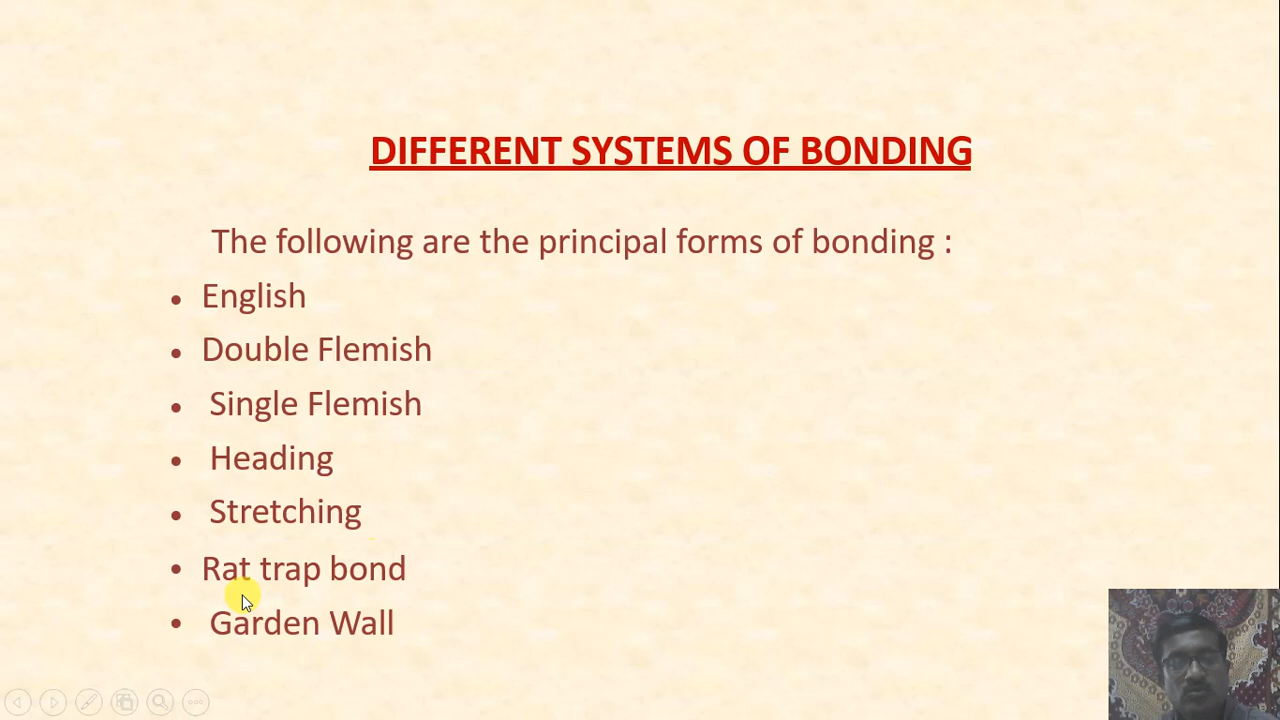 DIFFERENT SYSTEMS OF BONDING
The following are the principal forms of bonding :
• English
• Double Flemish
• Single Flemish
• Heading
• Stretching
• Rat trap bond
• Garden Wall